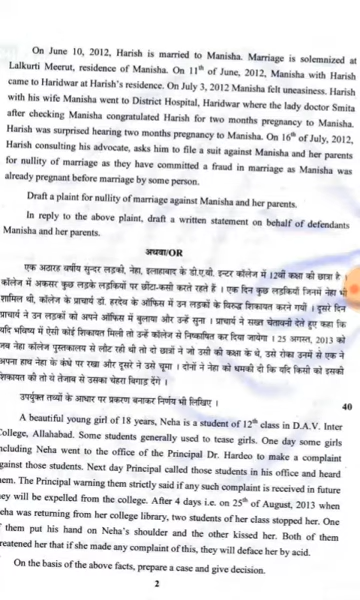 On June 10, 2012, Harish is married to Manisha. Marriage is solemnized at
Lalkurti Meerut, residence of Manisha. On 11th of June, 2012, Manisha with Harish
came to Haridwar at Harish's residence. On July 3, 2012 Manisha felt uneasiness. Harish
with his wife Manisha went to District Hospital, Haridwar where the lady doctor Smita
after checking Manisha congratulated Harish for two months pregnancy to Manisha.
Harish was surprised hearing two months pregnancy to Manisha. On 16th of July, 2012,
Harish consulting his advocate, asks him to file a suit against Manisha and her parents
for nullity of marriage as they have committed a fraud in marriage as Manisha was
already pregnant before marriage by some person.
Draft a plaint for nullity of marriage against Manisha and her parents.
In reply to the above plaint, draft a written statement on behalf of defendants
Manisha and her parents.
अथवा/OR
एक अठारह वर्षीय सुन्दर लड़की, नेहा, इलाहाबाद के डी.ए.वी. इन्टर कॉलेज में 12वीं कक्षा की छात्रा है ।
कॉलेज में अकसर कुछ लड़के लड़कियों पर छींटा-कसी करते रहते हैं । एक दिन कुछ लड़कियाँ जिनमें नेहा भी
शामिल थी, कॉलेज के प्राचार्य डॉ. हरदेव के ऑफिस में उन लड़कों के विरुद्ध शिकायत करने गयीं । दूसरे दिन
प्राचार्य ने उन लड़कों को अपने ऑफिस में बुलाया और उन्हें सुना । प्राचार्य ने सख्त चेतावनी देते हुए कहा कि
यदि भविष्य में ऐसी कोई शिकायत मिली तो उन्हें कॉलेज से निष्कासित कर दिया जायेगा । 25 अगस्त, 2013 को
जब नेहा कॉलेज पुस्तकालय से लौट रही थी तो दो छात्रों ने जो उसी की कक्षा के थे, उसे रोका उनमें से एक ने
अपना हाथ नेहा के कंधे पर रखा और दूसरे ने उसे चूमा । दोनों ने नेहा को धमकी दी कि यदि किसी को इसकी
शिकायत की तो वे तेजाब से उसका चेहरा बिगाड़ देंगे ।
उपर्युक्त तथ्यों के आधार पर प्रकरण बनाकर निर्णय भी लिखिए । 40
A beautiful young girl of 18 years, Neha is a student of 12th class in D.A.V. Inter
College, Allahabad. Some students generally used to tease girls. One day some girls
ncluding Neha went to the office of the Principal Dr. Hardeo to make a complaint
gainst those students. Next day Principal called those students in his office and heard
hem. The Principal warning them strictly said if any such complaint is received in future
ey will be expelled from the college. After 4 days i.e. on 25th of August, 2013 when
eha was returning from her college library, two students of her class stopped her. One
f them put his hand on Neha's shoulder and the other kissed her. Both of them
reatened her that if she made any complaint of this, they will deface her by acid.
On the basis of the above facts, prepare a case and give decision.
2